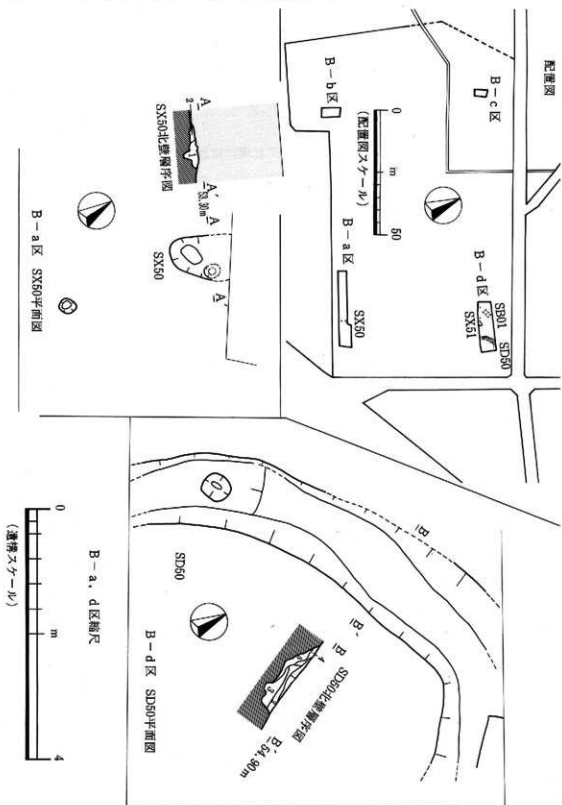 配置図
B-c区
B-b区
0
m
50
(配置図スケール)
B-d区
SB01
SX51
SD50
B-a区
SX50
A
A'
2
1
53.30m
SX50北壁層序図
A
A'
SX50
B-a区 SX50平面図
B
B'
SD50
B
B'
4
3
54.90m
SD50北壁層序図
B-d区 SD50平面図
B-a, d区縮尺
0
m
4
(遺構スケール)